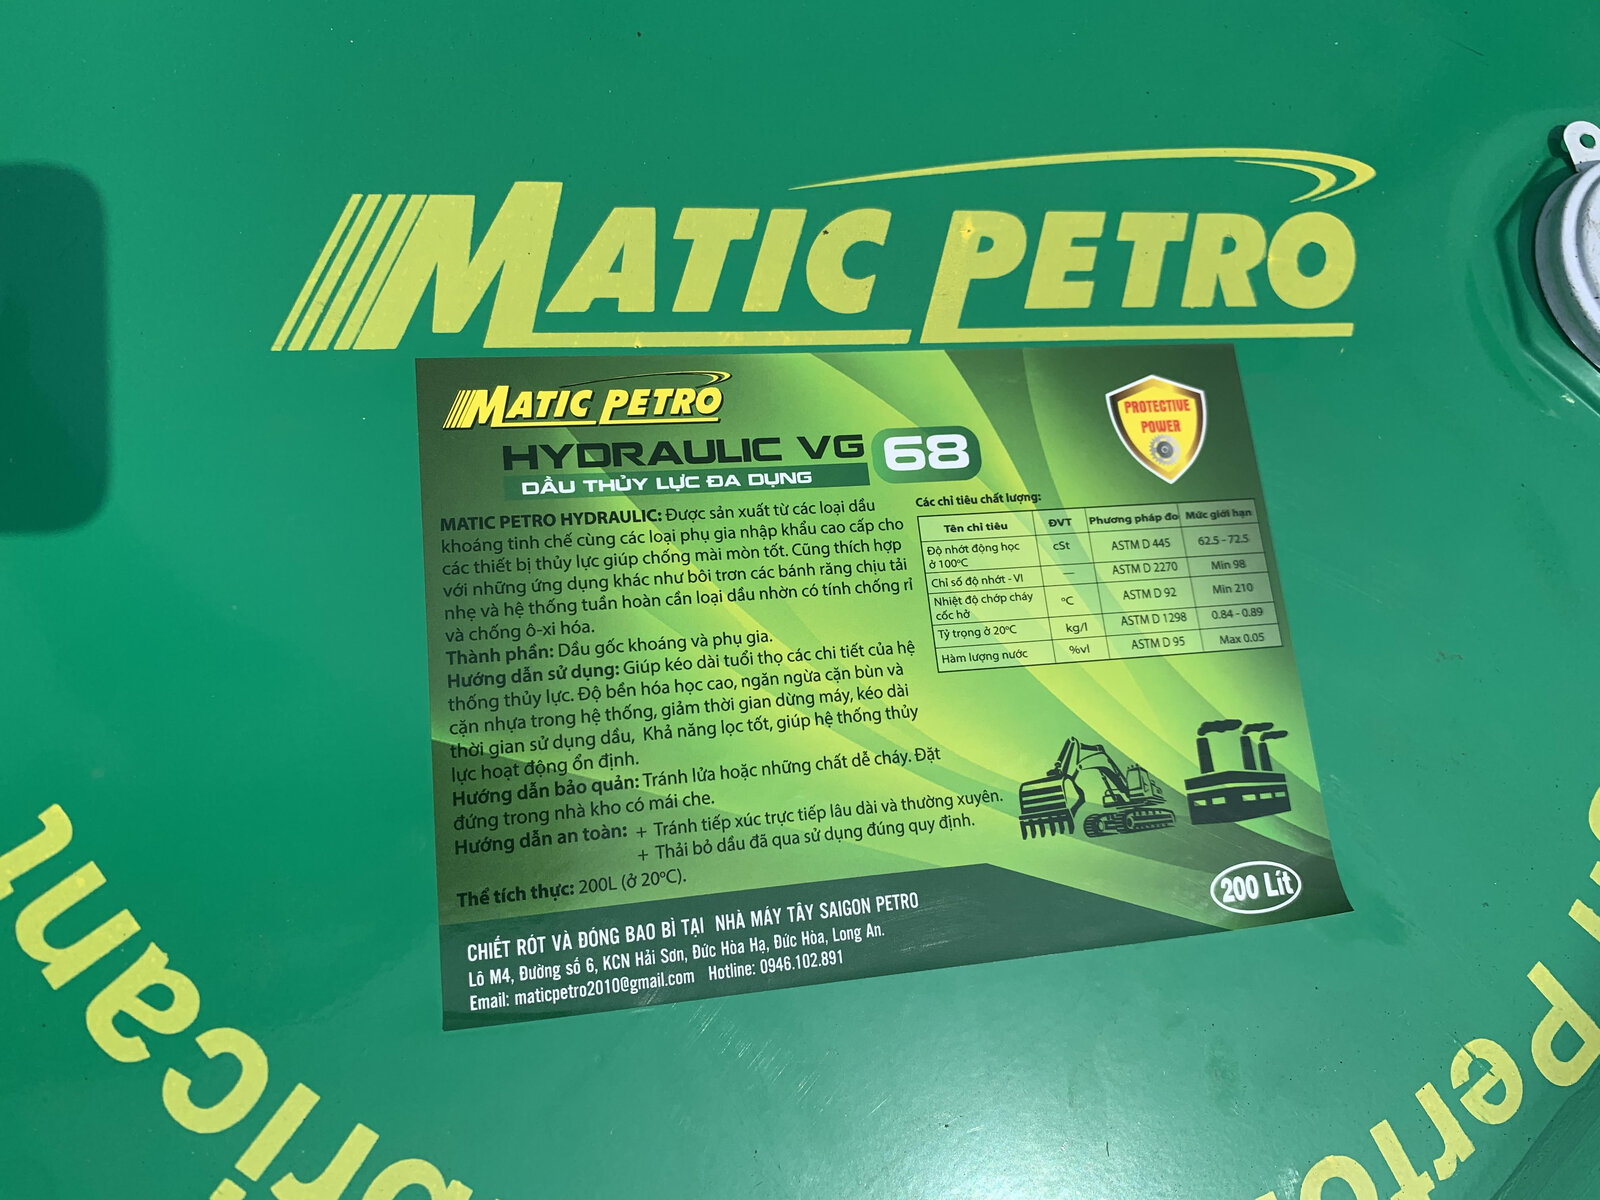 MATIC PETRO
MATIC PETRO
HYDRAULIC VG 68
DẦU THỦY LỰC ĐA DỤNG
PROTECTIVE
POWER
MATIC PETRO HYDRAULIC: Được sản xuất từ các loại dầu
khoáng tinh chế cùng các loại phụ gia nhập khẩu cao cấp cho
các thiết bị thủy lực giúp chống mài mòn tốt. Cũng thích hợp
với những ứng dụng khác như bôi trơn các bánh răng chịu tải
nhẹ và hệ thống tuần hoàn cần loại dầu nhờn có tính chống rỉ
và chống ô-xi hóa.
Thành phần: Dầu gốc khoáng và phụ gia.
Hướng dẫn sử dụng: Giúp kéo dài tuổi thọ các chi tiết của hệ
thống thủy lực. Độ bền hóa học cao, ngăn ngừa cặn bùn và
cặn nhựa trong hệ thống, giảm thời gian dừng máy, kéo dài
thời gian sử dụng dầu, Khả năng lọc tốt, giúp hệ thống thủy
lực hoạt động ổn định.
Hướng dẫn bảo quản: Tránh lửa hoặc những chất dễ cháy. Đặt
đứng trong nhà kho có mái che.
Hướng dẫn an toàn: + Tránh tiếp xúc trực tiếp lâu dài và thường xuyên.
+ Thải bỏ dầu đã qua sử dụng đúng quy định.
Thể tích thực: 200L (ở 20°C).
Các chỉ tiêu chất lượng:
Tên chỉ tiêu ĐVT Phương pháp đo Mức giới hạn
Độ nhớt động học
ở 100°C cSt ASTM D 445 62.5 - 72.5
Chỉ số độ nhớt - VI — ASTM D 2270 Min 98
Nhiệt độ chớp cháy
cốc hở °C ASTM D 92 Min 210
Tỷ trọng ở 20°C kg/l ASTM D 1298 0.84 - 0.89
Hàm lượng nước %vl ASTM D 95 Max 0.05
200 Lít
CHIẾT RÓT VÀ ĐÓNG BAO BÌ TẠI NHÀ MÁY TÂY SAIGON PETRO
Lô M4, Đường số 6, KCN Hải Sơn, Đức Hòa Hạ, Đức Hòa, Long An.
Email: maticpetro2010@gmail.com Hotline: 0946.102.891